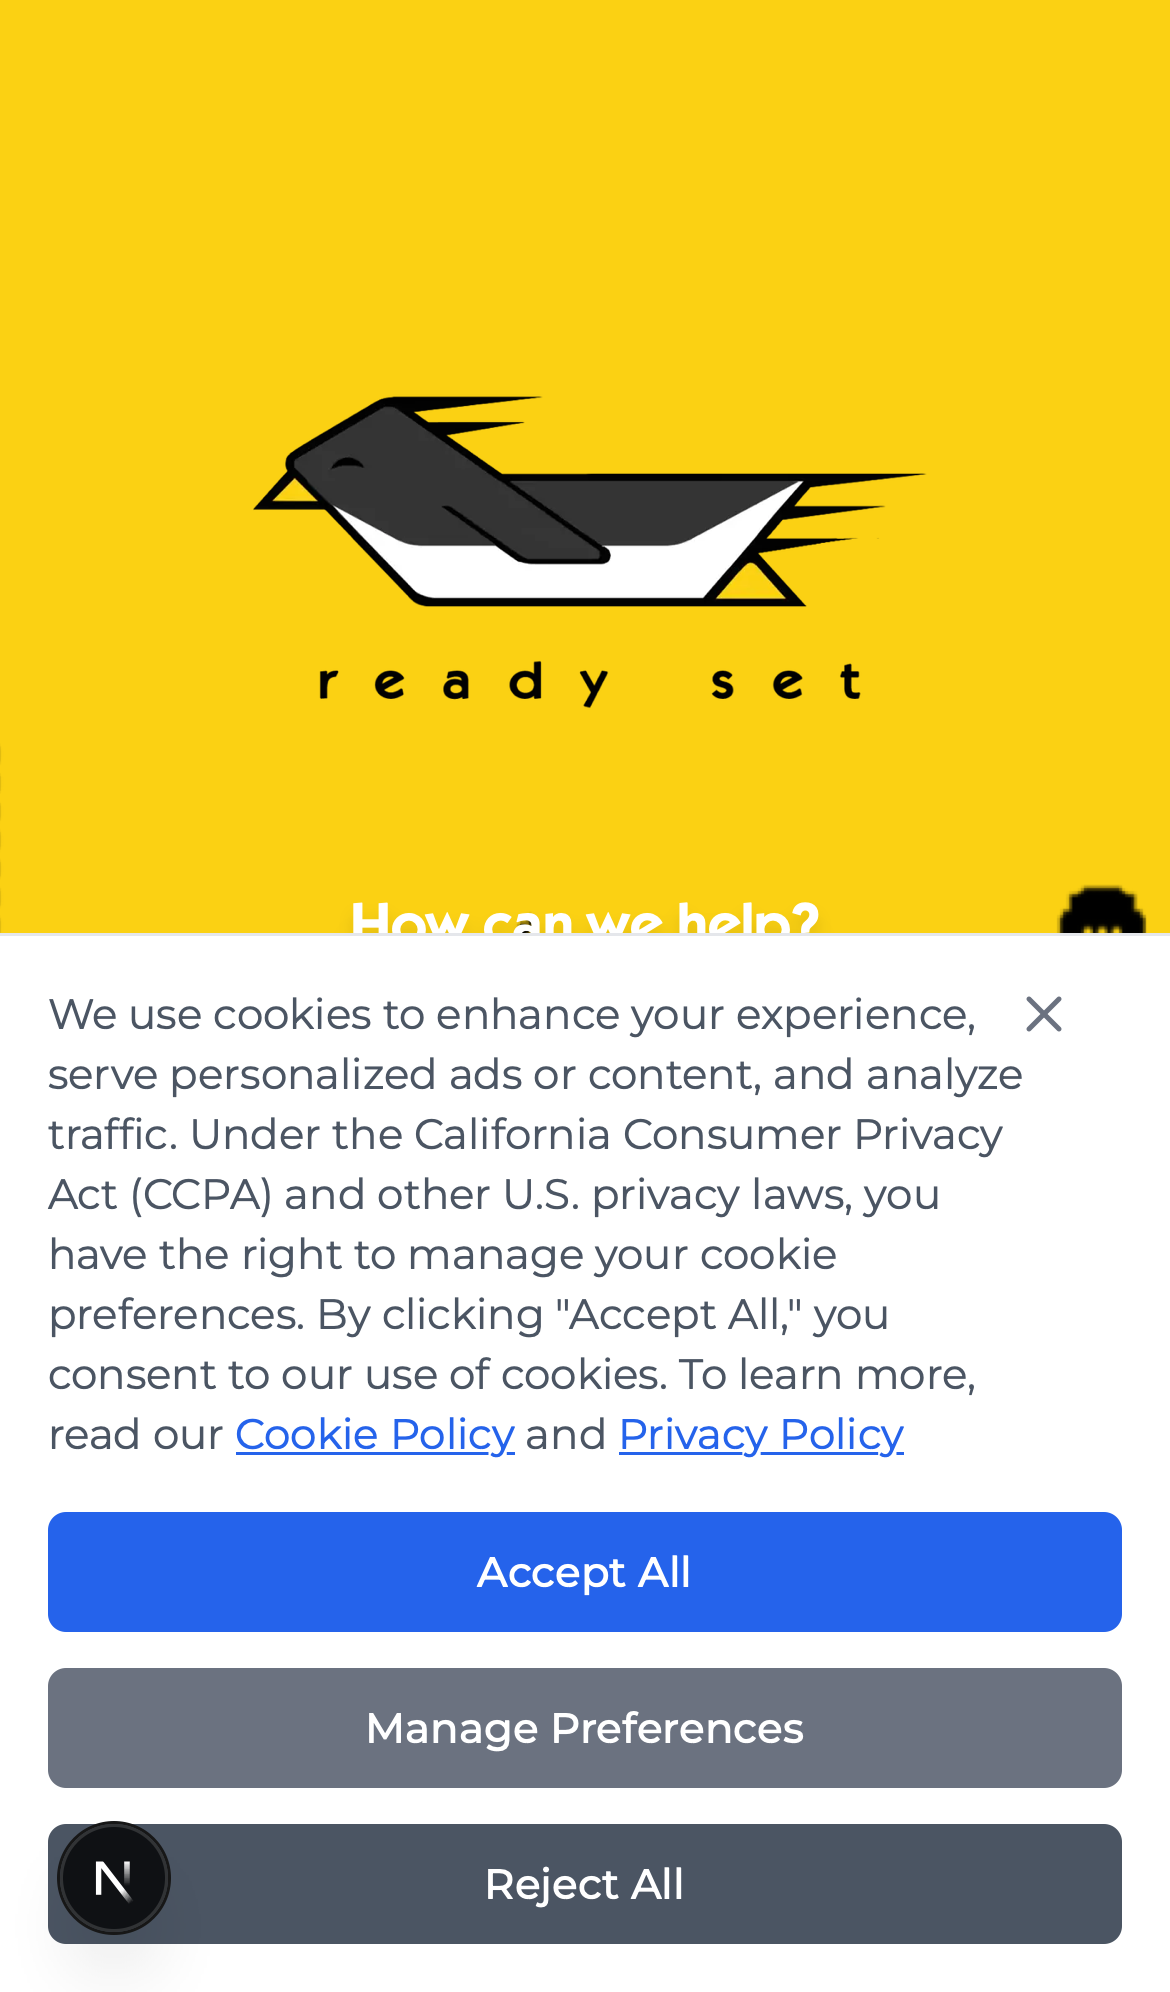 ready set
How can we help?
We use cookies to enhance your experience,
serve personalized ads or content, and analyze
traffic. Under the California Consumer Privacy
Act (CCPA) and other U.S. privacy laws, you
have the right to manage your cookie
preferences. By clicking "Accept All," you
consent to our use of cookies. To learn more,
read our Cookie Policy and Privacy Policy
Accept All
Manage Preferences
N
Reject All